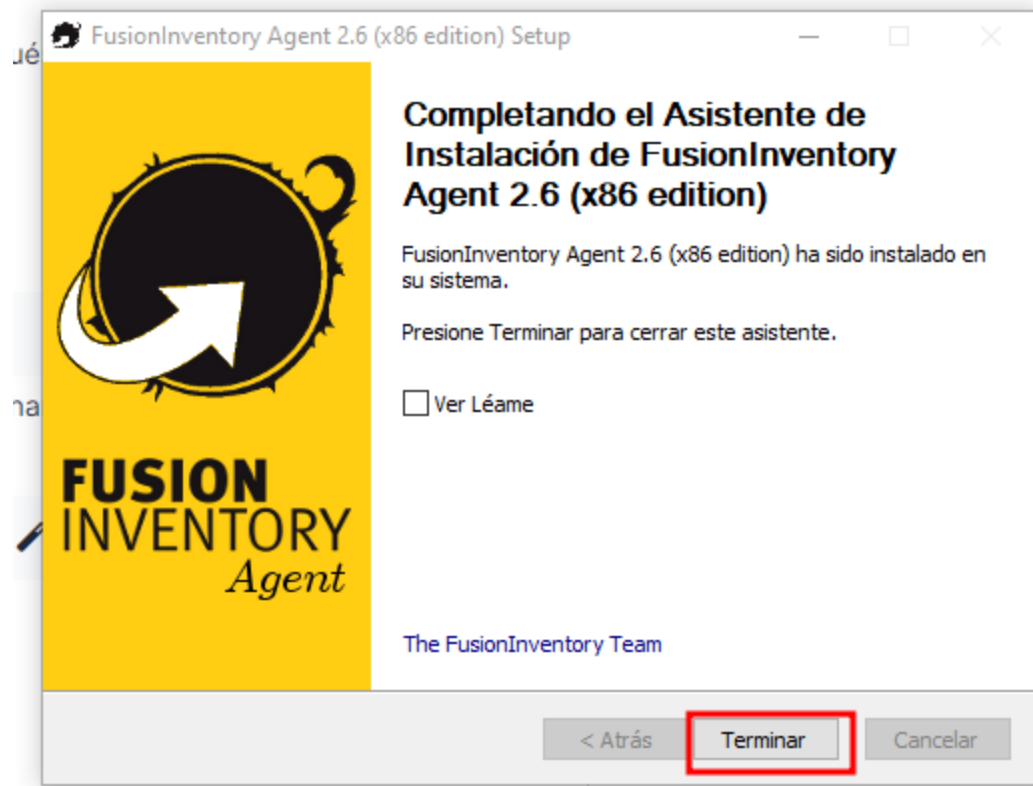 ué
FusionInventory Agent 2.6 (x86 edition) Setup
Completando el Asistente de
Instalación de FusionInventory
Agent 2.6 (x86 edition)
FusionInventory Agent 2.6 (x86 edition) ha sido instalado en
su sistema.
Presione Terminar para cerrar este asistente.
Ver Léame
na
FUSION
INVENTORY
Agent
The FusionInventory Team
< Atrás
Terminar
Cancelar